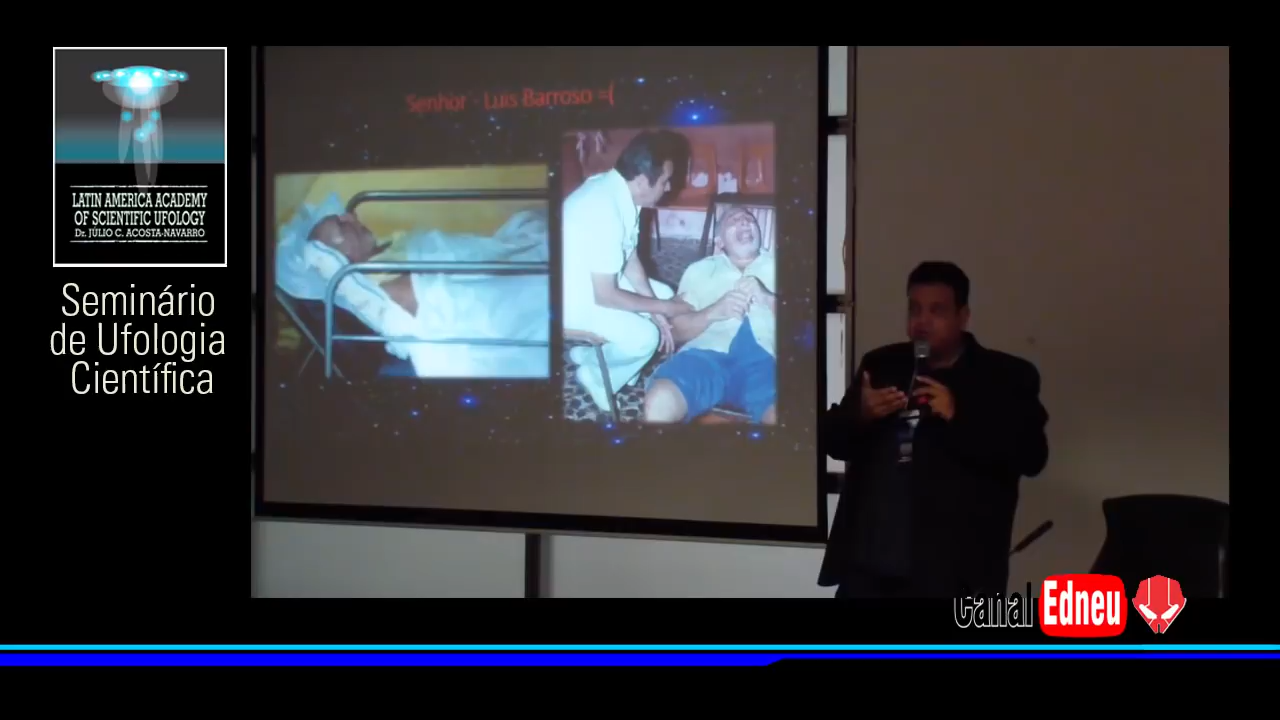 LATIN AMERICA ACADEMY
OF SCIENTIFIC UFOLOGY
Dr. JÚLIO C. ACOSTA-NAVARRO
Seminário
de Ufologia
Científica
Senhor - Luis Barroso =(
Canal Edneu